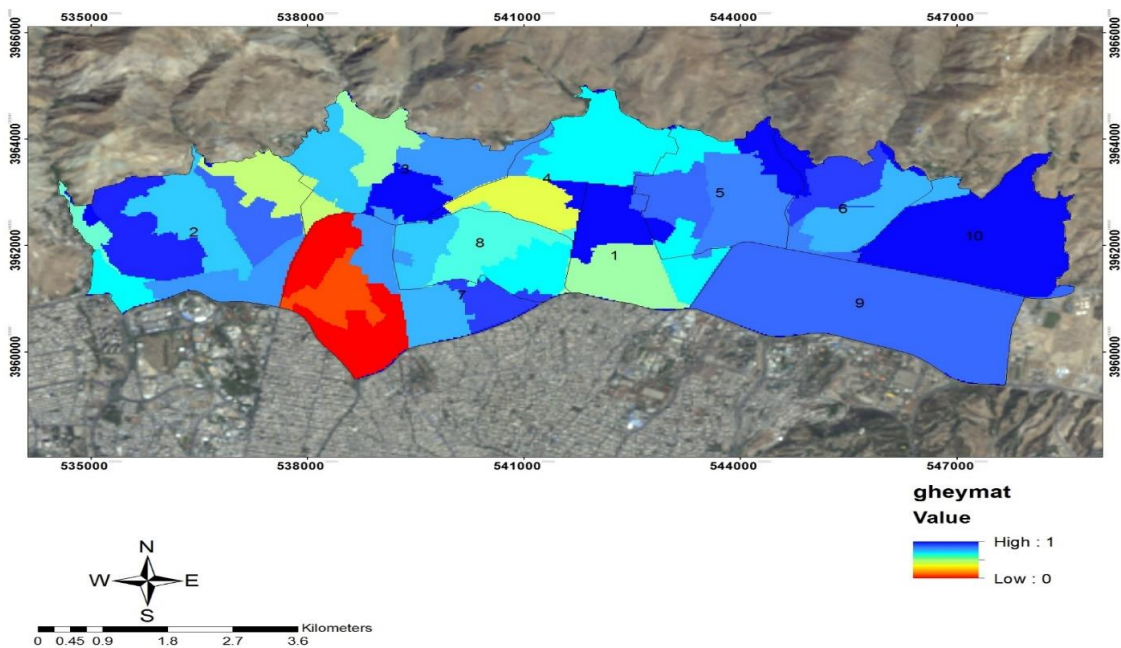 535000 538000 541000 544000 547000
3966000 3966000
3964000 3964000
3 4 5
2 6
8 1 10
3962000 3962000
7 9
3960000 3960000
535000 538000 541000 544000 547000
gheymat
Value
High : 1
Low : 0
N
W E
S
Kilometers
0 0.45 0.9 1.8 2.7 3.6